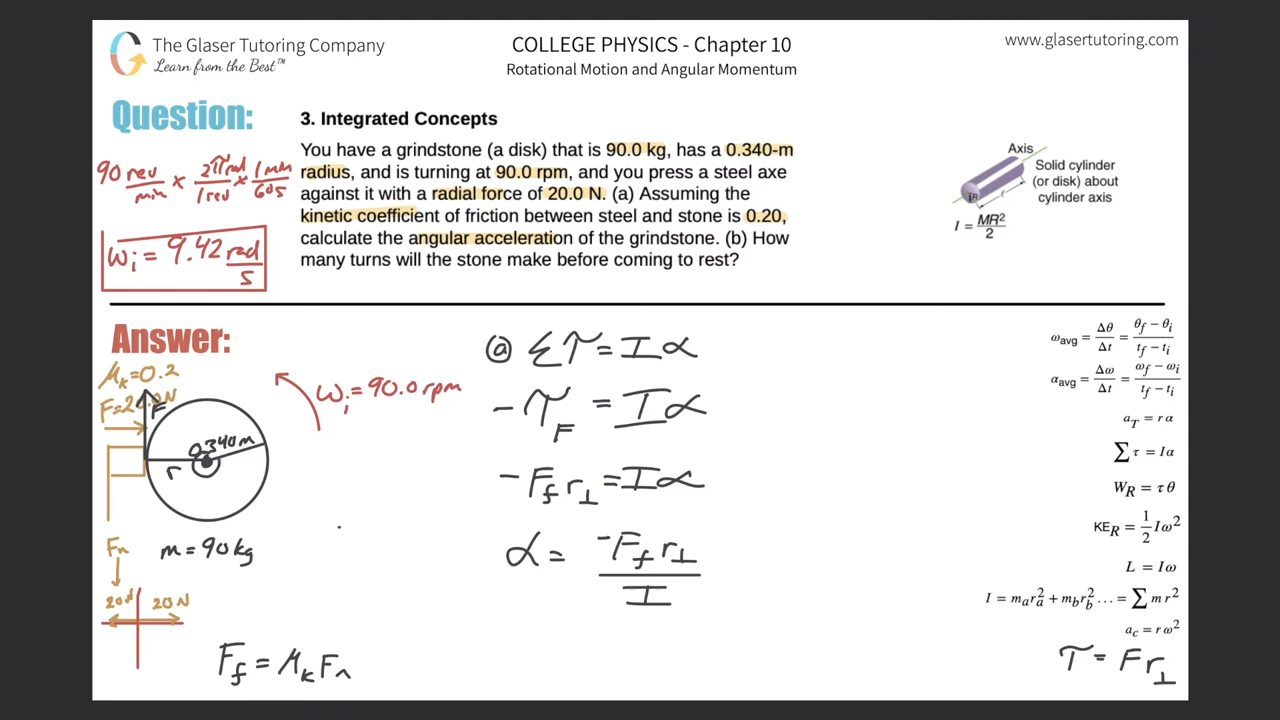 The Glaser Tutoring Company
Learn from the Best™
COLLEGE PHYSICS - Chapter 10
Rotational Motion and Angular Momentum
www.glasertutoring.com
Question:
90 rev/min × 2π rad/1 rev × 1 min/60s
ωi = 9.42 rad/s
3. Integrated Concepts
You have a grindstone (a disk) that is 90.0 kg, has a 0.340-m
radius, and is turning at 90.0 rpm, and you press a steel axe
against it with a radial force of 20.0 N. (a) Assuming the
kinetic coefficient of friction between steel and stone is 0.20,
calculate the angular acceleration of the grindstone. (b) How
many turns will the stone make before coming to rest?
Axis
Solid cylinder
(or disk) about
cylinder axis
R
I = MR²/2
Answer:
μk = 0.2
F = 20.0N
F
0.340m
r
m = 90 kg
ωi = 90.0 rpm
Fn
20N
20N
Ff = μk Fn
ⓐ Στ = Iα
-τF = Iα
-Ff r⊥ = Iα
α = -Ff r⊥/I
ωavg = Δθ/Δt = (θf − θi)/(tf − ti)
αavg = Δω/Δt = (ωf − ωi)/(tf − ti)
aT = rα
∑ τ = Iα
WR = τθ
KER = 1/2 Iω²
L = Iω
I = ma ra² + mb rb² … = ∑ mr²
ac = rω²
τ = F r⊥